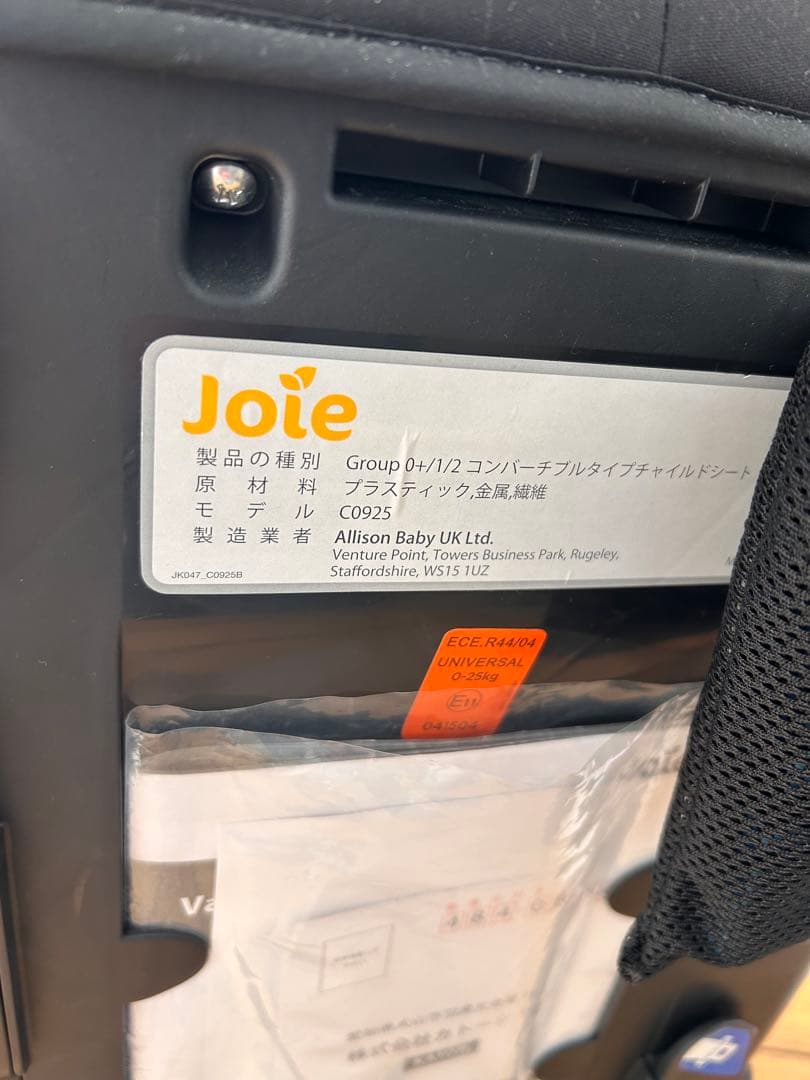 Joie
製品の種別 Group 0+/1/2 コンバーチブルタイプチャイルドシート
原材料 プラスティック,金属,繊維
モデル C0925
製造業者 Allison Baby UK Ltd.
Venture Point, Towers Business Park, Rugeley,
Staffordshire, WS15 1UZ
JK047_C0925B
ECE.R44/04
UNIVERSAL
0-25kg
E11
041504